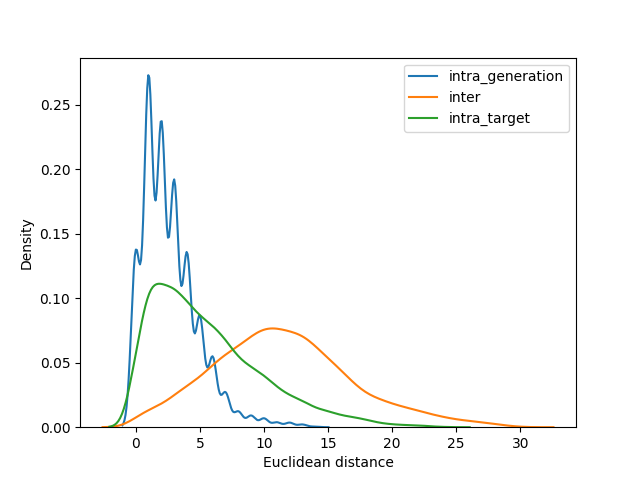 intra_generation
inter
intra_target
Density
0.25
0.20
0.15
0.10
0.05
0.00
0 5 10 15 20 25 30
Euclidean distance